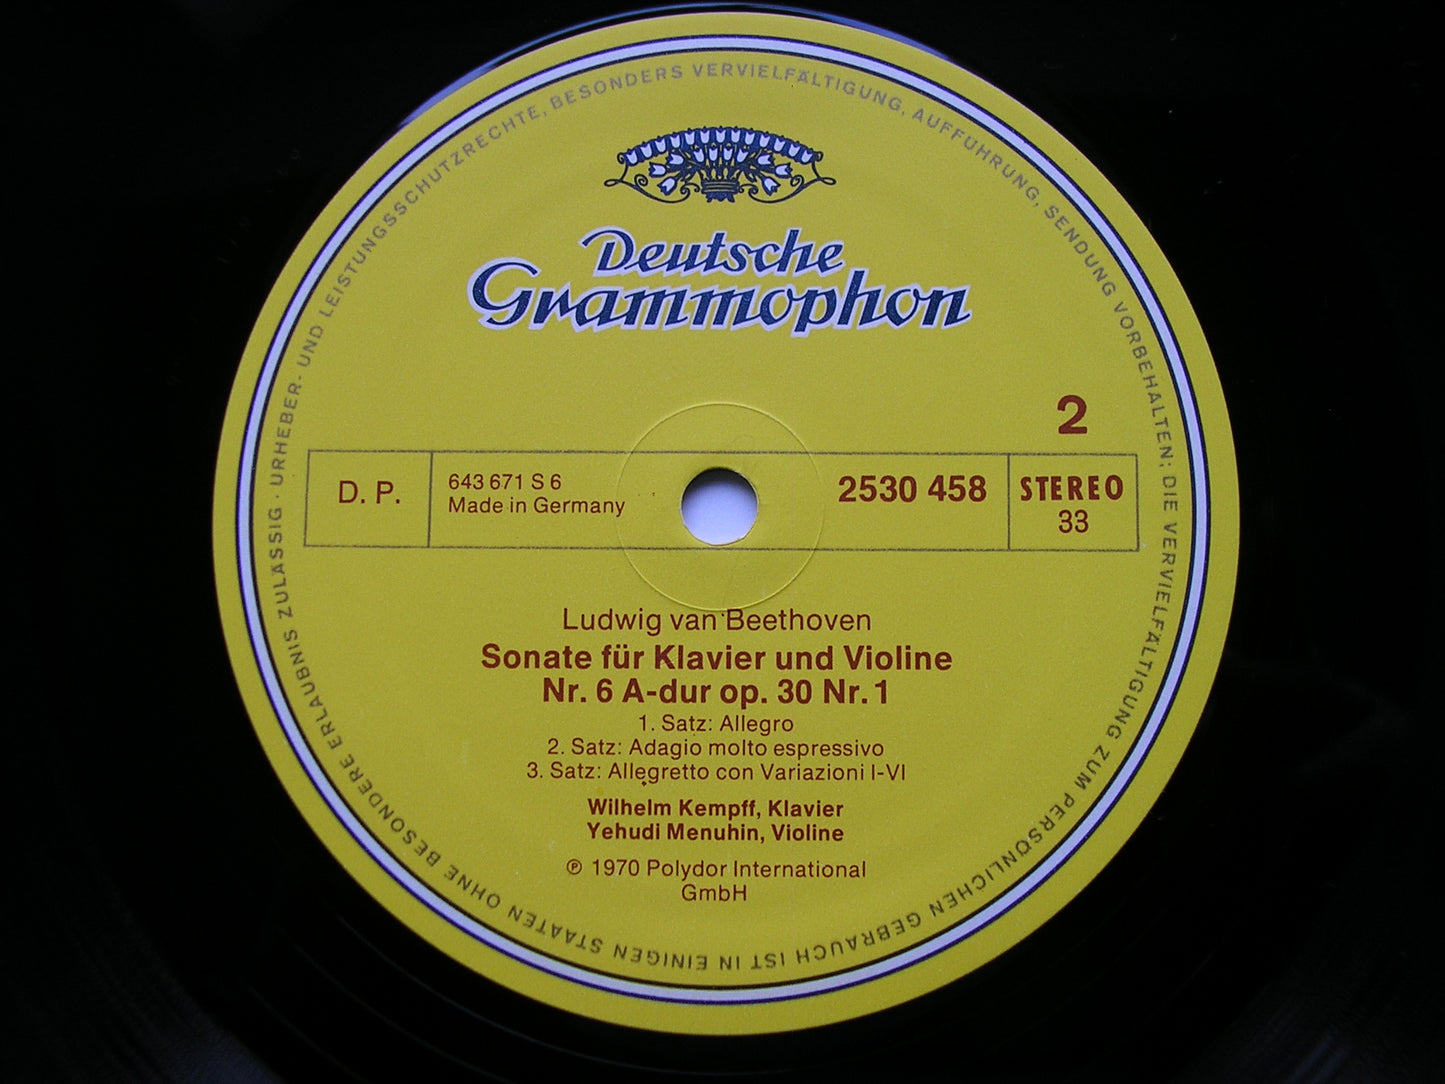 URHEBER- UND LEISTUNGSSCHUTZRECHTE, BESONDERS VERVIELFÄLTIGUNG, AUFFÜHRUNG, SENDUNG VORBEHALTEN; DIE VERVIELFÄLTIGUNG ZUM PERSÖNLICHEN GEBRAUCH IST IN EINIGEN STAATEN OHNE BESONDERE ERLAUBNIS ZULÄSSIG ·
Deutsche
Grammophon
2
D. P.
643 671 S 6
Made in Germany
2530 458
STEREO
33
Ludwig van Beethoven
Sonate für Klavier und Violine
Nr. 6 A-dur op. 30 Nr. 1
1. Satz: Allegro
2. Satz: Adagio molto espressivo
3. Satz: Allegretto con Variazioni I-VI
Wilhelm Kempff, Klavier
Yehudi Menuhin, Violine
℗ 1970 Polydor International
GmbH